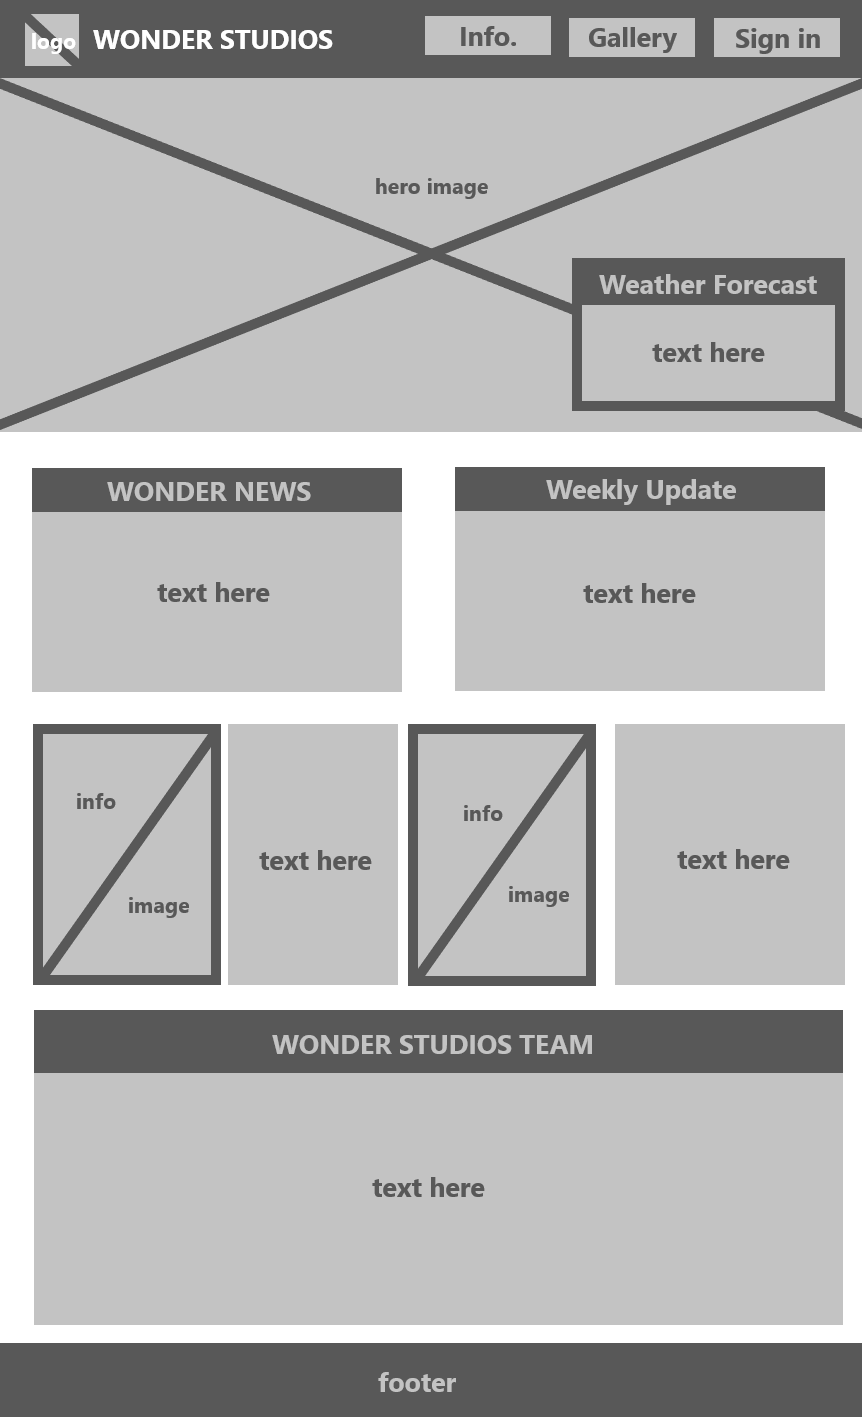 logo
WONDER STUDIOS
Info.
Gallery
Sign in
hero image
Weather Forecast
text here
WONDER NEWS
text here
Weekly Update
text here
info
image
text here
info
image
text here
WONDER STUDIOS TEAM
text here
footer